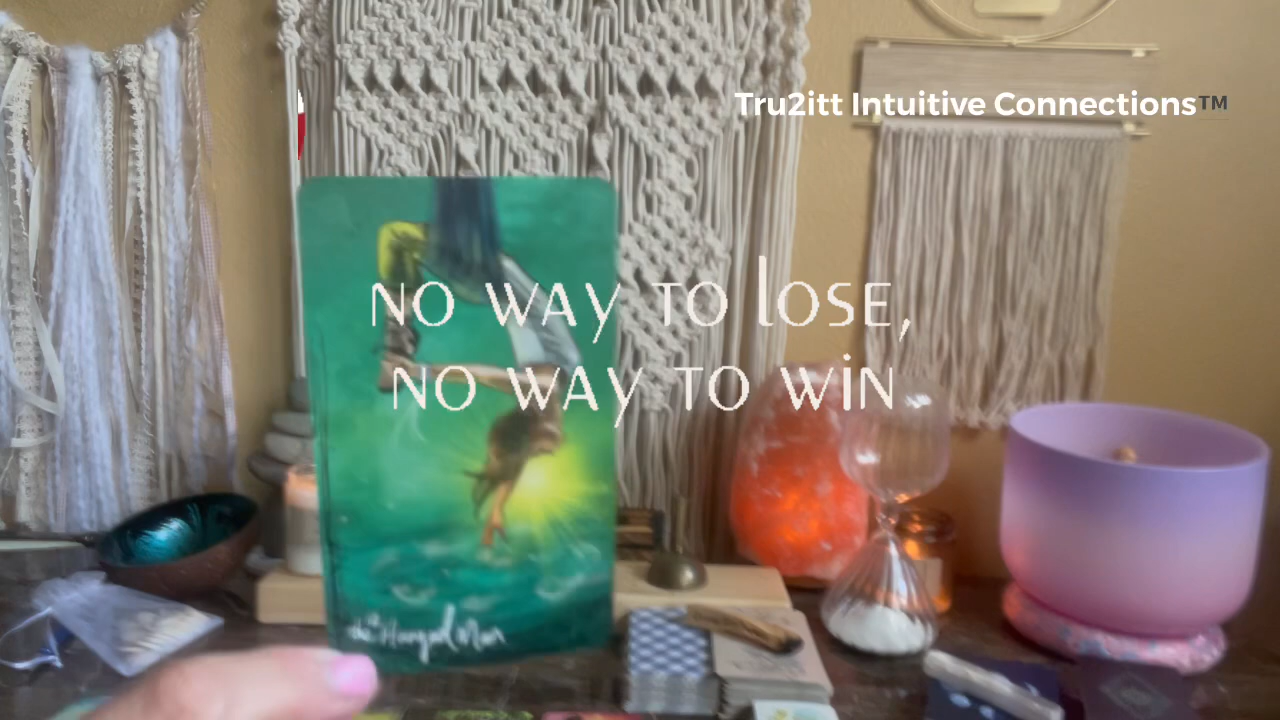 Tru2itt Intuitive Connections™
NO WAY TO LOSE,
NO WAY TO WIN
the Hanged Man